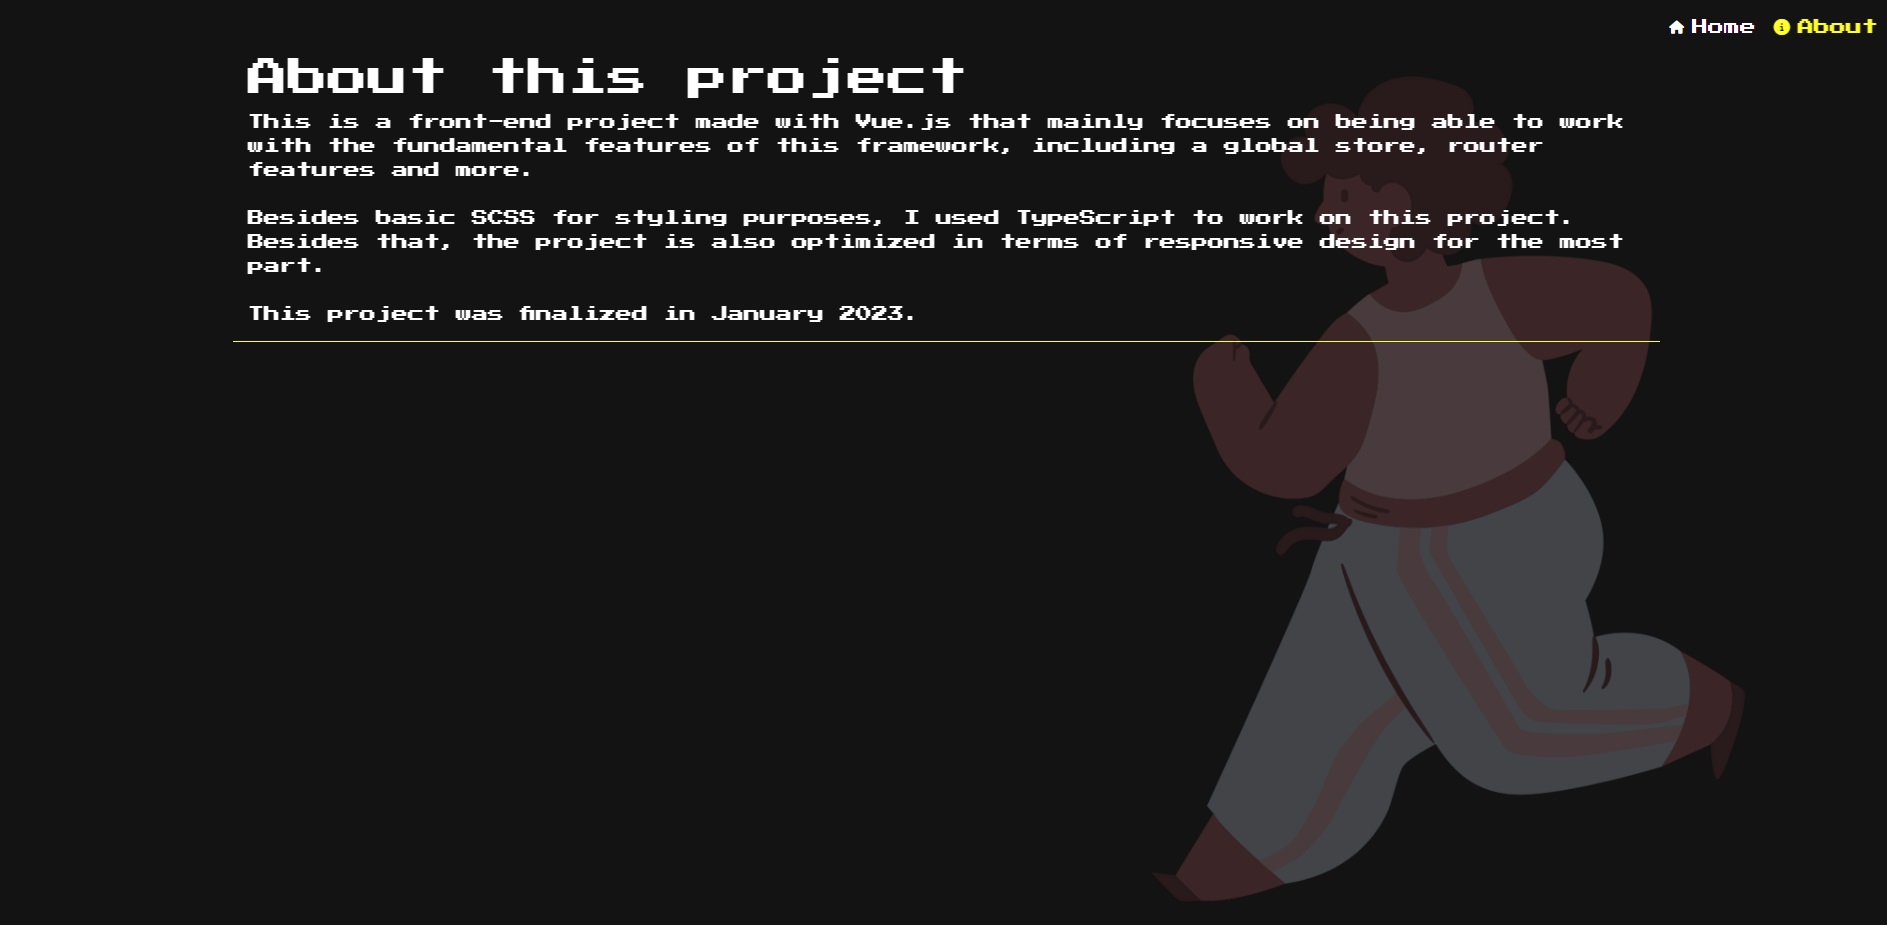 Home About
About this project
This is a front-end project made with Vue.js that mainly focuses on being able to work
with the fundamental features of this framework, including a global store, router
features and more.
Besides basic SCSS for styling purposes, I used TypeScript to work on this project.
Besides that, the project is also optimized in terms of responsive design for the most
part.
This project was finalized in January 2023.